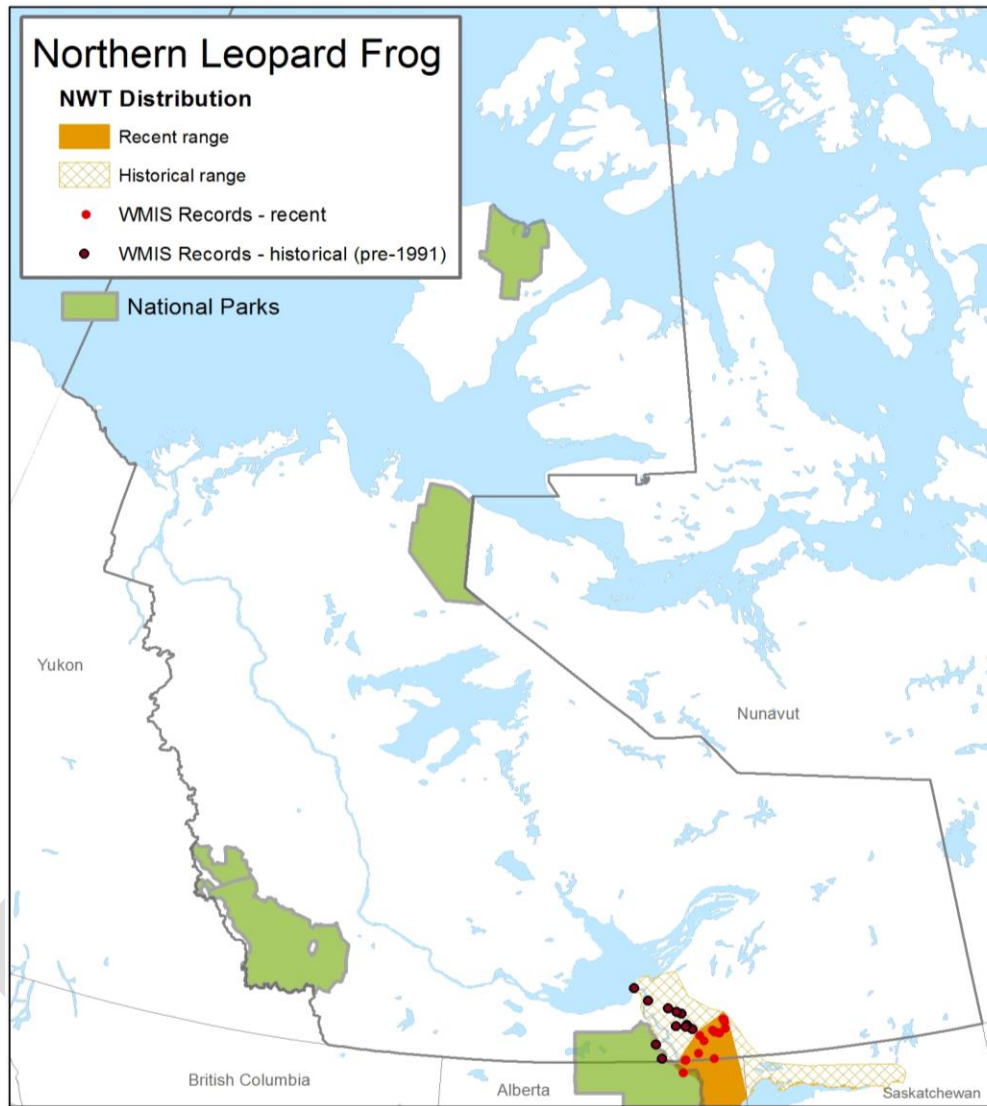 Northern Leopard Frog
NWT Distribution
Recent range
Historical range
WMIS Records - recent
WMIS Records - historical (pre-1991)
National Parks
Yukon
Nunavut
British Columbia
Alberta
Saskatchewan